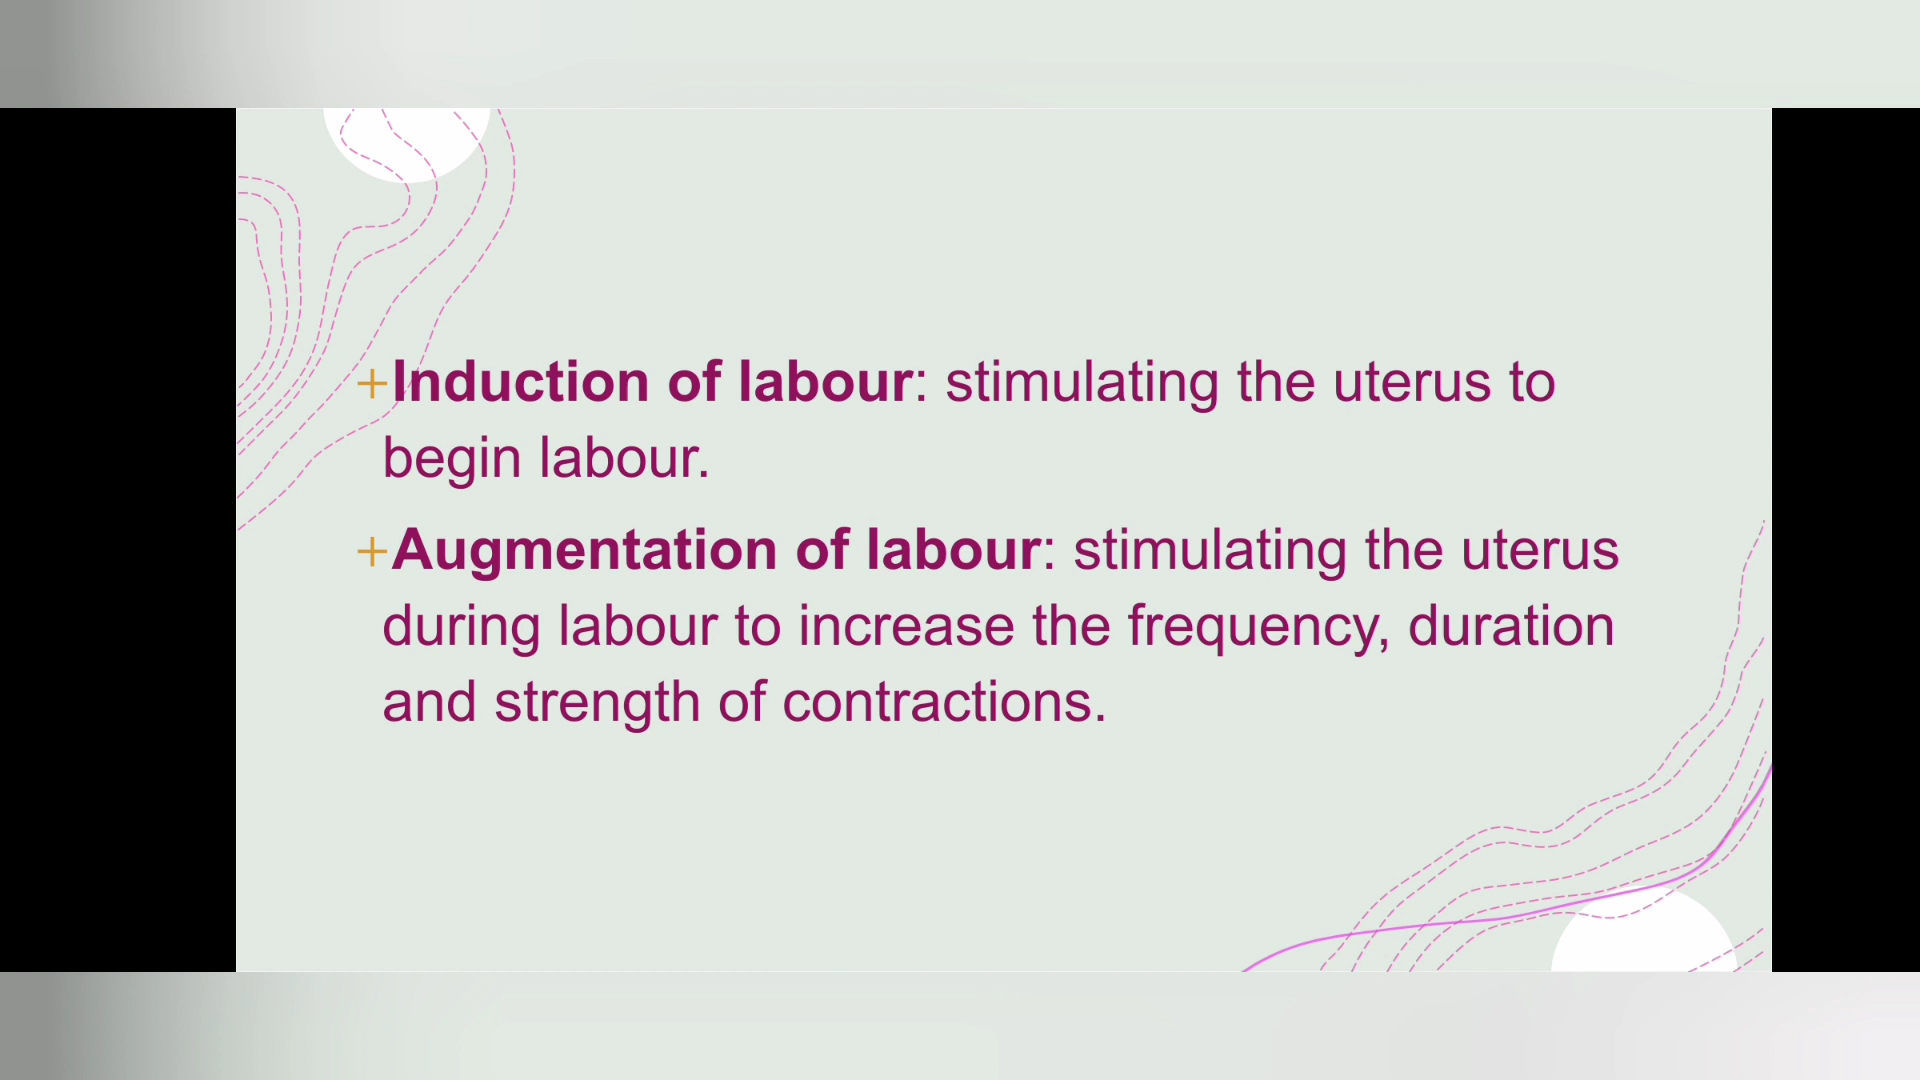 +Induction of labour: stimulating the uterus to
begin labour.
+Augmentation of labour: stimulating the uterus
during labour to increase the frequency, duration
and strength of contractions.